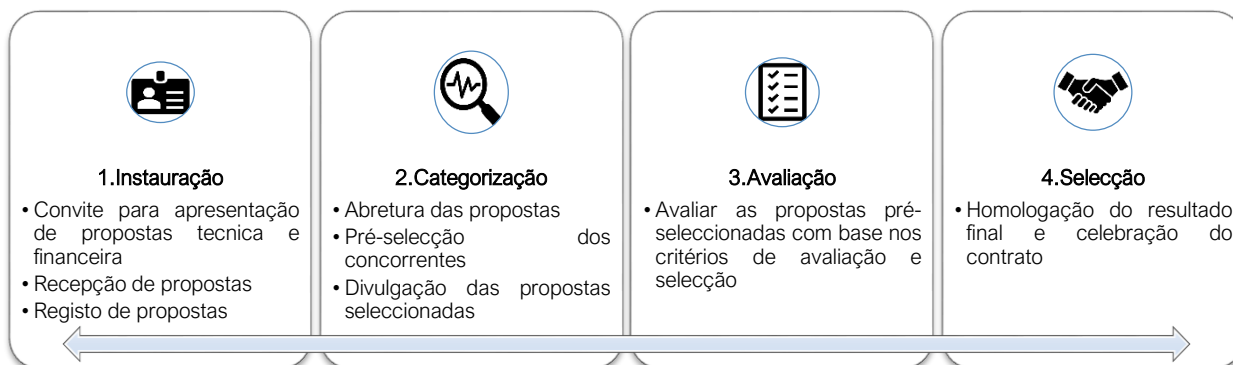 1.Instauração
• Convite para apresentação
de propostas tecnica e
financeira
• Recepção de propostas
• Registo de propostas
2.Categorização
• Abretura das propostas
• Pré-selecção dos
concorrentes
• Divulgação das propostas
seleccionadas
3.Avaliação
• Avaliar as propostas pré-
seleccionadas com base nos
critérios de avaliação e
selecção
4.Selecção
• Homologação do resultado
final e celebração do
contrato